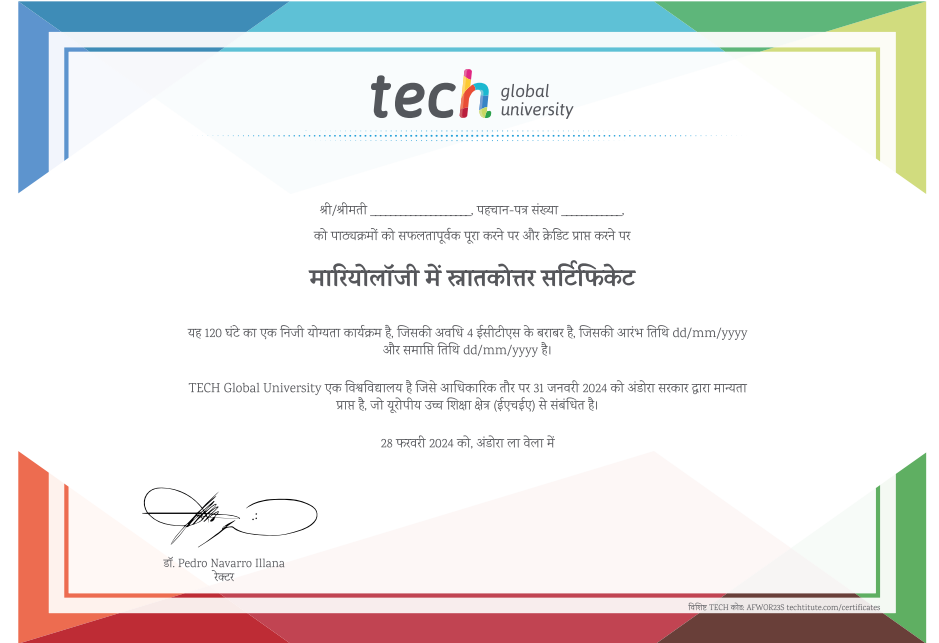 tech global university
श्री/श्रीमती ____________________, पहचान-पत्र संख्या ____________,
को पाठ्यक्रमों को सफलतापूर्वक पूरा करने पर और क्रेडिट प्राप्त करने पर
मारियोलॉजी में स्नातकोत्तर सर्टिफिकेट
यह 120 घंटे का एक निजी योग्यता कार्यक्रम है, जिसकी अवधि 4 ईसीटीएस के बराबर है, जिसकी आरंभ तिथि dd/mm/yyyy
और समाप्ति तिथि dd/mm/yyyy है।
TECH Global University एक विश्वविद्यालय है जिसे आधिकारिक तौर पर 31 जनवरी 2024 को अंडोरा सरकार द्वारा मान्यता
प्राप्त है, जो यूरोपीय उच्च शिक्षा क्षेत्र (ईएचईए) से संबंधित है।
28 फरवरी 2024 को, अंडोरा ला वेला में
डॉ. Pedro Navarro Illana
रेक्टर
विशिष्ट TECH कोड: AFWOR23S techtitute.com/certificates